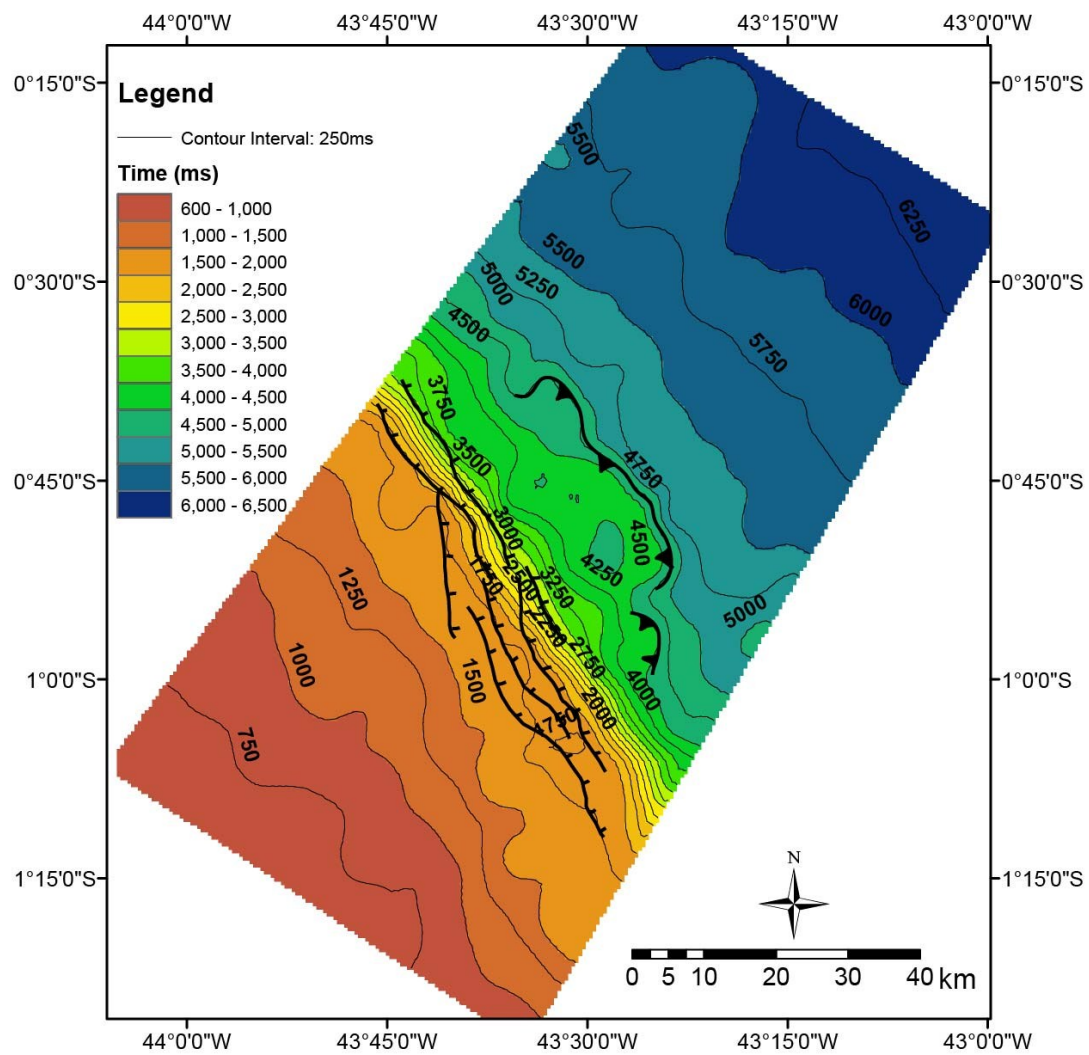 44°0'0"W 43°45'0"W 43°30'0"W 43°15'0"W 43°0'0"W
0°15'0"S 0°15'0"S
Legend
Contour Interval: 250ms
Time (ms)
600 - 1,000
1,000 - 1,500
1,500 - 2,000
2,000 - 2,500
2,500 - 3,000
3,000 - 3,500
3,500 - 4,000
4,000 - 4,500
4,500 - 5,000
5,000 - 5,500
5,500 - 6,000
6,000 - 6,500
5500
6250
5500
5250
5000
6000
0°30'0"S 0°30'0"S
4500
5750
3750
3500
4750
0°45'0"S 0°45'0"S
3000
4500
1750
2500
4250
3250
1250
2250
5000
1000
2750
4000
1°0'0"S 1°0'0"S
1500
2000
750
1750
1°15'0"S 1°15'0"S
N
0 5 10 20 30 40 km
44°0'0"W 43°45'0"W 43°30'0"W 43°15'0"W 43°0'0"W